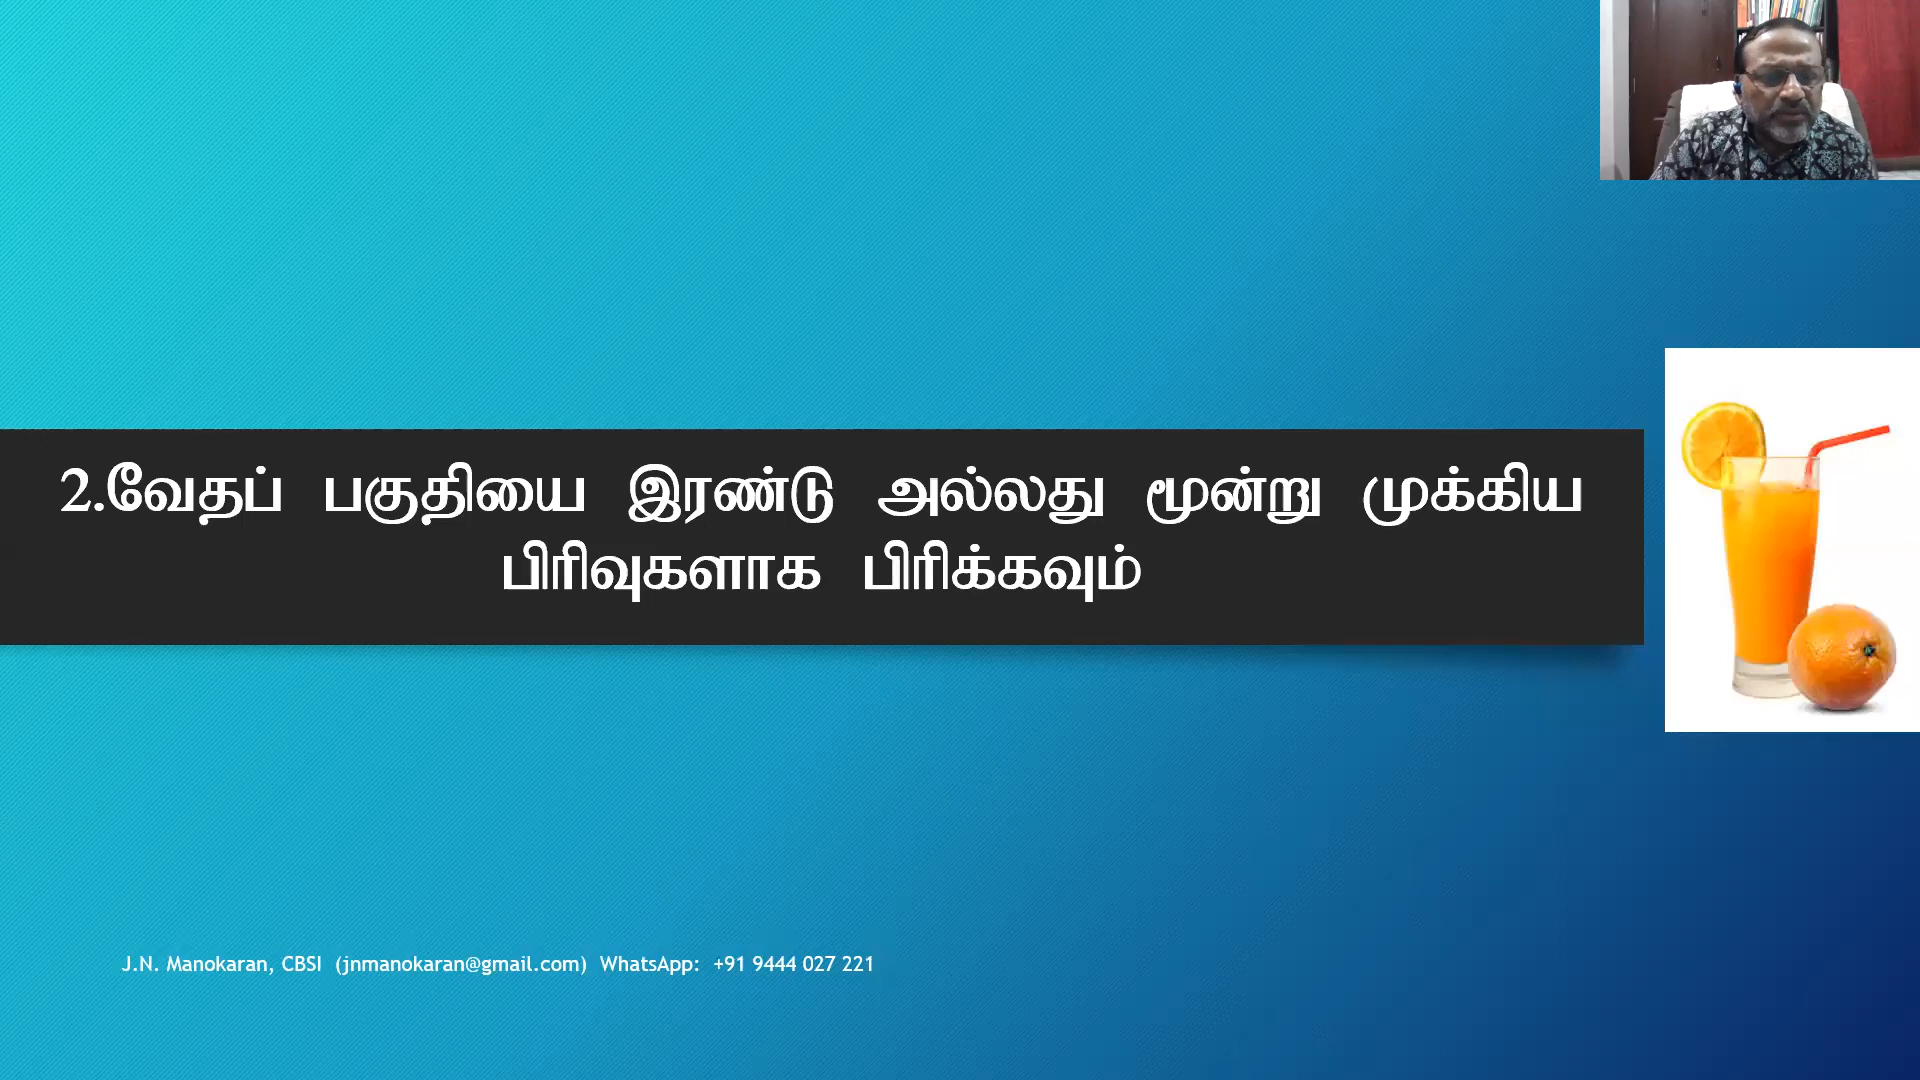 2.வேதப் பகுதியை இரண்டு அல்லது மூன்று முக்கிய
பிரிவுகளாக பிரிக்கவும்
J.N. Manokaran, CBSI (jnmanokaran@gmail.com) WhatsApp: +91 9444 027 221